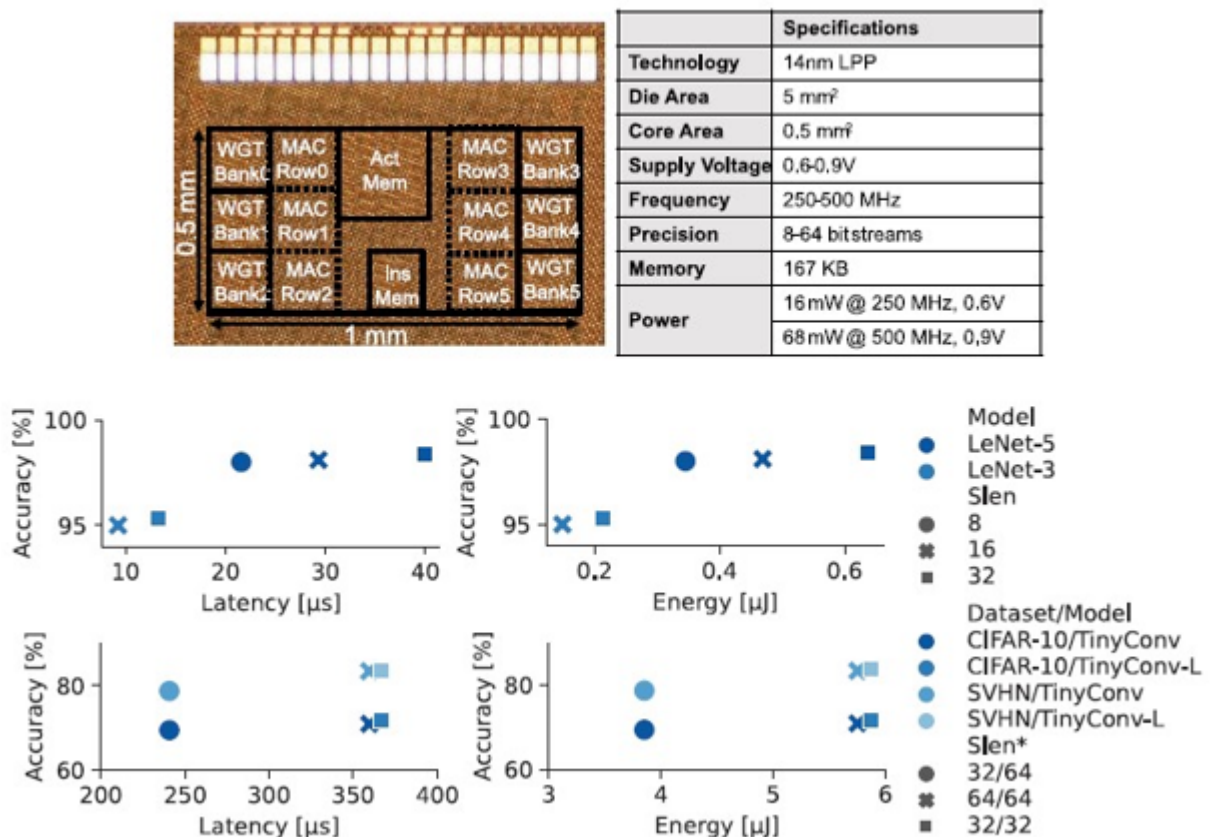 WGT
Bank0
MAC
Row0
Act
Mem
MAC
Row3
WGT
Bank3
WGT
Bank1
MAC
Row1
MAC
Row4
WGT
Bank4
WGT
Bank2
MAC
Row2
Ins
Mem
MAC
Row5
WGT
Bank5
0.5 mm
1 mm
Specifications
Technology 14nm LPP
Die Area 5 mm²
Core Area 0.5 mm²
Supply Voltage 0.6-0.9V
Frequency 250-500 MHz
Precision 8-64 bitstreams
Memory 167 KB
Power 16mW @ 250 MHz, 0.6V
68mW @ 500 MHz, 0.9V
Accuracy [%]
100
95
10 20 30 40
Latency [µs]
Accuracy [%]
100
95
0.2 0.4 0.6
Energy [µJ]
Model
LeNet-5
LeNet-3
Slen
8
16
32
Accuracy [%]
80
60
200 250 300 350 400
Latency [µs]
Accuracy [%]
80
60
3 4 5 6
Energy [µJ]
Dataset/Model
CIFAR-10/TinyConv
CIFAR-10/TinyConv-L
SVHN/TinyConv
SVHN/TinyConv-L
Slen*
32/64
64/64
32/32